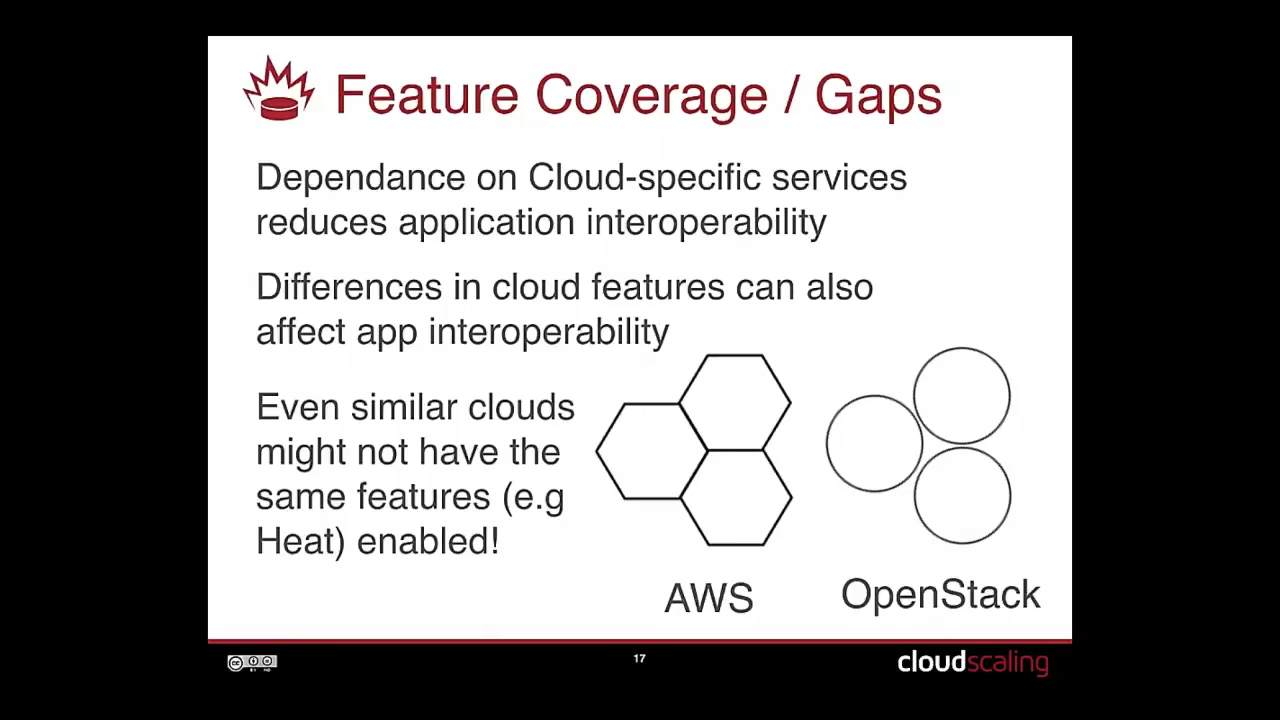 Feature Coverage / Gaps
Dependance on Cloud-specific services
reduces application interoperability
Differences in cloud features can also
affect app interoperability
Even similar clouds
might not have the
same features (e.g
Heat) enabled!
AWS
OpenStack
17
cloudscaling